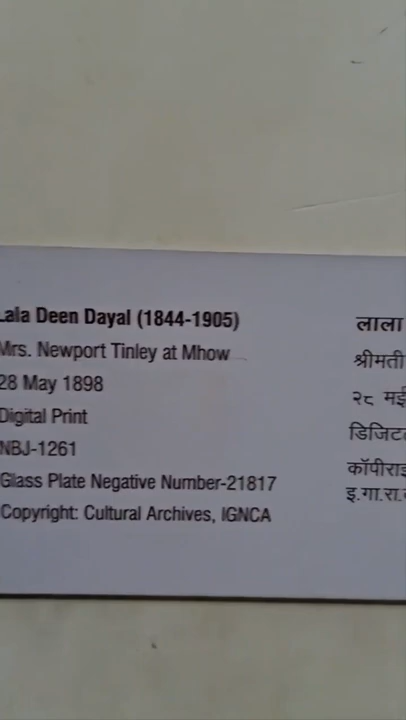 Lala Deen Dayal (1844-1905)
Mrs. Newport Tinley at Mhow
28 May 1898
Digital Print
NBJ-1261
Glass Plate Negative Number-21817
Copyright: Cultural Archives, IGNCA
लाला
श्रीमती
२८ मई